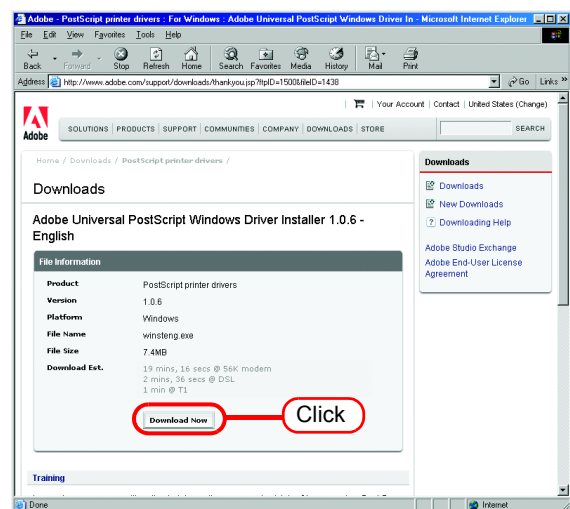 Adobe - PostScript printer drivers : For Windows : Adobe Universal PostScript Windows Driver In - Microsoft Internet Explorer
File Edit View Favorites Tools Help
Back Forward Stop Refresh Home Search Favorites Media History Mail Print
Address http://www.adobe.com/support/downloads/thankyou.jsp?ftpID=1500&fileID=1438 Go Links »
Your Account | Contact | United States (Change)
Adobe
SOLUTIONS PRODUCTS SUPPORT COMMUNITIES COMPANY DOWNLOADS STORE SEARCH
Home / Downloads / PostScript printer drivers /
Downloads
Adobe Universal PostScript Windows Driver Installer 1.0.6 -
English
File Information
Product PostScript printer drivers
Version 1.0.6
Platform Windows
File Name winsteng.exe
File Size 7.4MB
Download Est. 19 mins, 16 secs @ 56K modem
2 mins, 36 secs @ DSL
1 min @ T1
Download Now
Click
Training
Downloads
Downloads
New Downloads
? Downloading Help
Adobe Studio Exchange
Adobe End-User License
Agreement
Done Internet